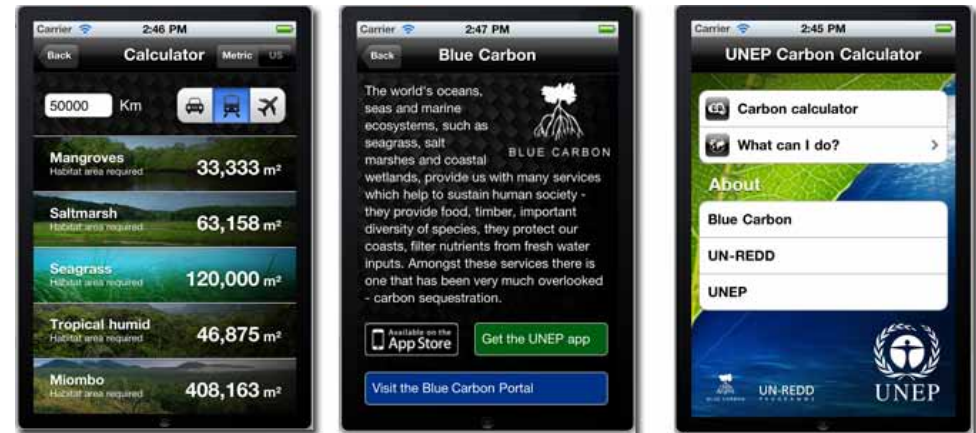 Carrier 2:46 PM
Back Calculator Metric US
50000 Km
Mangroves
Habitat area required 33,333 m²
Saltmarsh
Habitat area required 63,158 m²
Seagrass
Habitat area required 120,000 m²
Tropical humid
Habitat area required 46,875 m²
Miombo
Habitat area required 408,163 m²
Carrier 2:47 PM
Back Blue Carbon
The world's oceans,
seas and marine
ecosystems, such as
seagrass, salt
marshes and coastal
BLUE CARBON
wetlands, provide us with many services
which help to sustain human society -
they provide food, timber, important
diversity of species, they protect our
coasts, filter nutrients from fresh water
inputs. Amongst these services there is
one that has been very much overlooked
- carbon sequestration.
Available on the
App Store
Get the UNEP app
Visit the Blue Carbon Portal
Carrier 2:45 PM
UNEP Carbon Calculator
Carbon calculator
What can I do?
About
Blue Carbon
UN-REDD
UNEP
BLUE CARBON
UN-REDD
PROGRAMME
UNEP